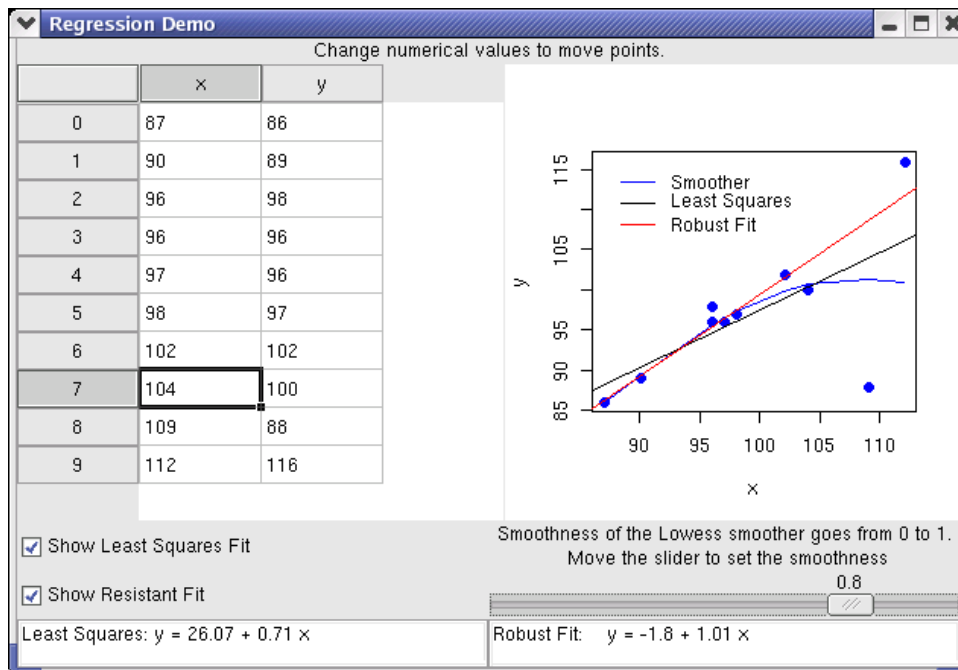 Regression Demo
Change numerical values to move points.
x y
0 87 86
1 90 89
2 96 98
3 96 96
4 97 96
5 98 97
6 102 102
7 104 100
8 109 88
9 112 116
Smoother
Least Squares
Robust Fit
y
115
105
95
90
85
90 95 100 105 110
x
Show Least Squares Fit
Show Resistant Fit
Smoothness of the Lowess smoother goes from 0 to 1.
Move the slider to set the smoothness
0.8
Least Squares: y = 26.07 + 0.71 x
Robust Fit: y = -1.8 + 1.01 x